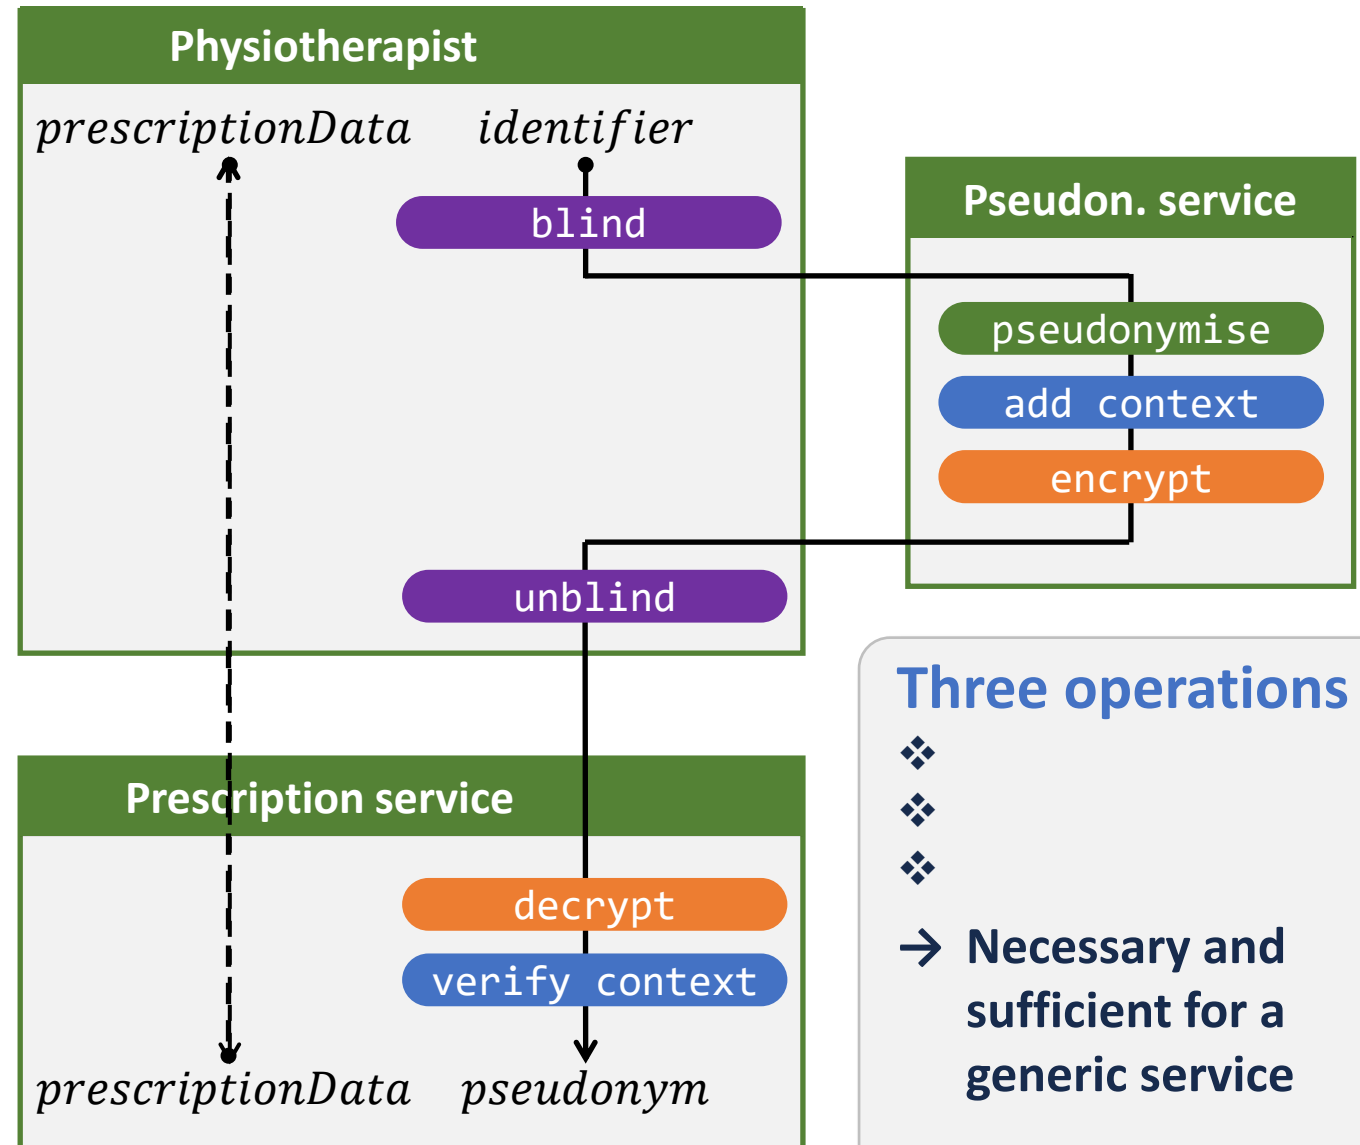 Physiotherapist
prescriptionData identifier
blind
Pseudon. service
pseudonymise
add context
encrypt
unblind
Three operations
❖
❖
❖
→ Necessary and
sufficient for a
generic service
Prescription service
decrypt
verify context
prescriptionData pseudonym